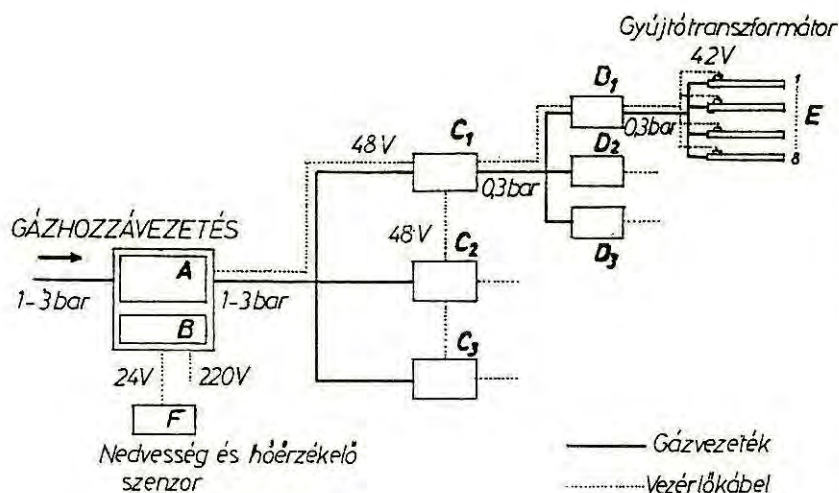 Gyújtótranszformátor
42V
D₁
1
E
8
0,3bar
48V
C₁
D₂
0,3bar
GÁZHOZZÁVEZETÉS
48V
D₃
A
C₂
1-3bar
1-3bar
B
C₃
24V
220V
F
Nedvesség és hőérzékelő
szenzor
Gázvezeték
Vezérlőkábel